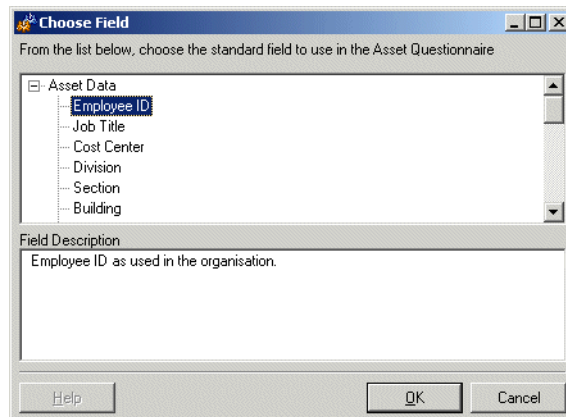 Choose Field
From the list below, choose the standard field to use in the Asset Questionnaire
Asset Data
Employee ID
Job Title
Cost Center
Division
Section
Building
Field Description
Employee ID as used in the organisation.
Help
OK
Cancel